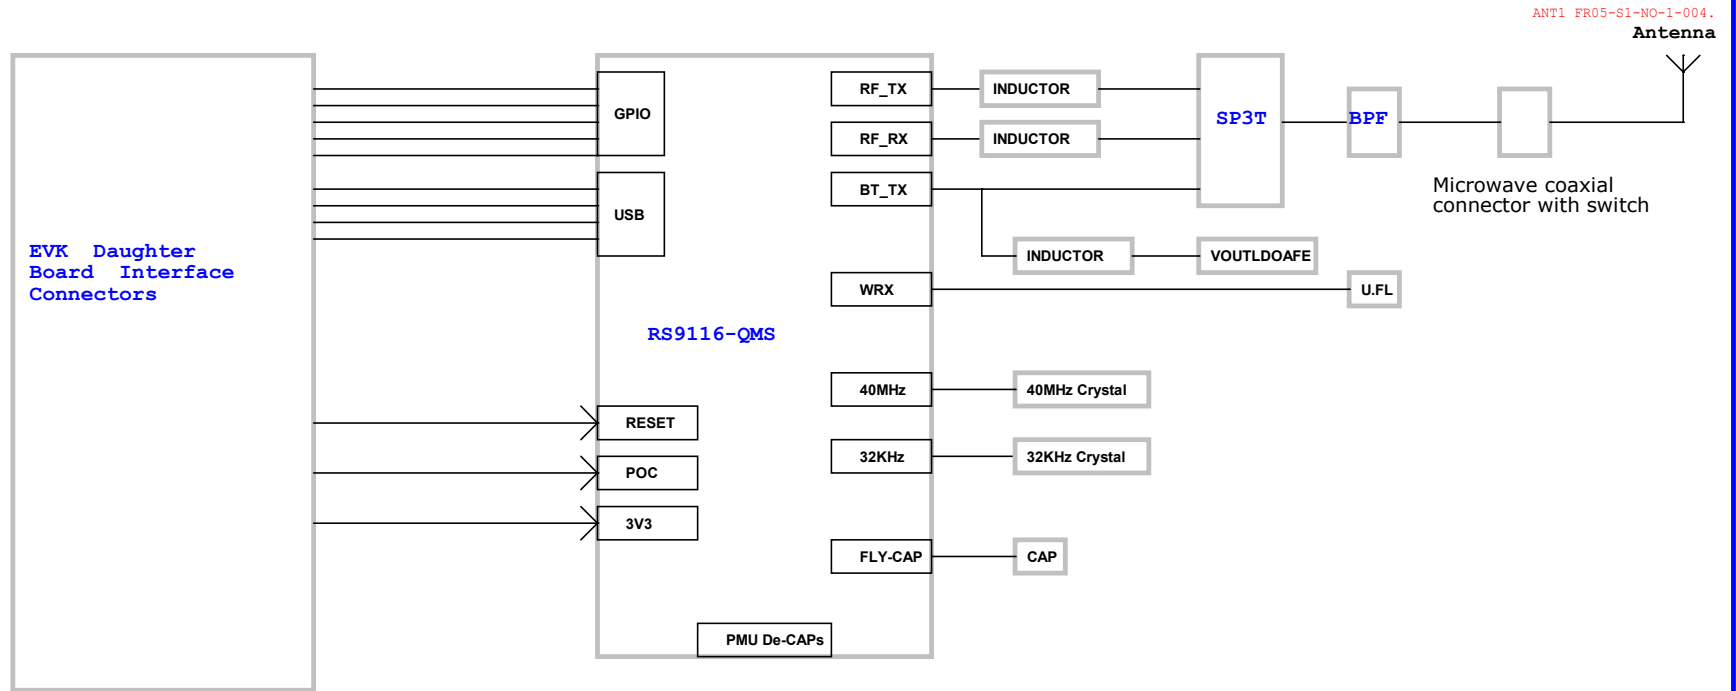 ANT1 FR05-S1-NO-1-004.
Antenna
RF_TX
INDUCTOR
GPIO
SP3T
BPF
RF_RX
INDUCTOR
BT_TX
Microwave coaxial
connector with switch
USB
EVK Daughter
Board Interface
Connectors
INDUCTOR
VOUTLDOAFE
WRX
U.FL
RS9116-QMS
40MHz
40MHz Crystal
RESET
32KHz
32KHz Crystal
POC
3V3
FLY-CAP
CAP
PMU De-CAPs